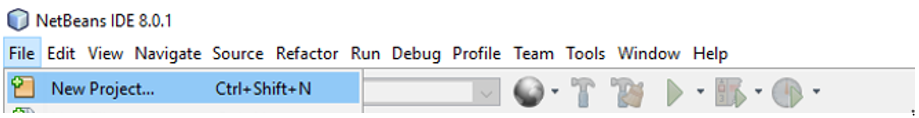 NetBeans IDE 8.0.1
File Edit View Navigate Source Refactor Run Debug Profile Team Tools Window Help
New Project... Ctrl+Shift+N